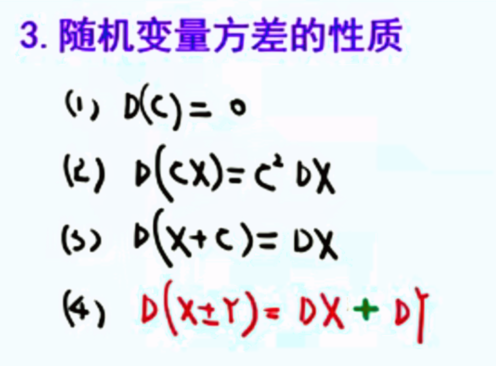 3. 随机变量方差的性质
(1) D(C) = 0
(2) D(CX) = C² DX
(3) D(X+C) = DX
(4) D(X±Y) = DX + DY